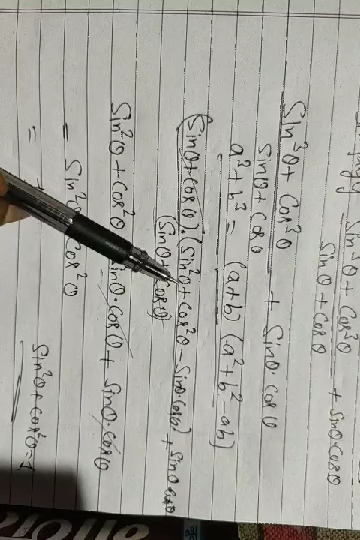 Sin³θ + Cos³θ
Sinθ + Cosθ
+ Sinθ·Cosθ
Sin³θ + Cos³θ
Sinθ + Cosθ
+ Sinθ·Cosθ
a³+b³ = (a+b) (a²+b²-ab)
(Sinθ+Cosθ)·(Sin²θ+Cos²θ - Sinθ·Cosθ) + Sinθ·Cosθ
(Sinθ+Cosθ)
Sin²θ + Cos²θ - Sinθ·Cosθ + Sinθ·Cosθ
= Sin²θ Cos²θ
=
Sin²θ + Cos²θ = 1